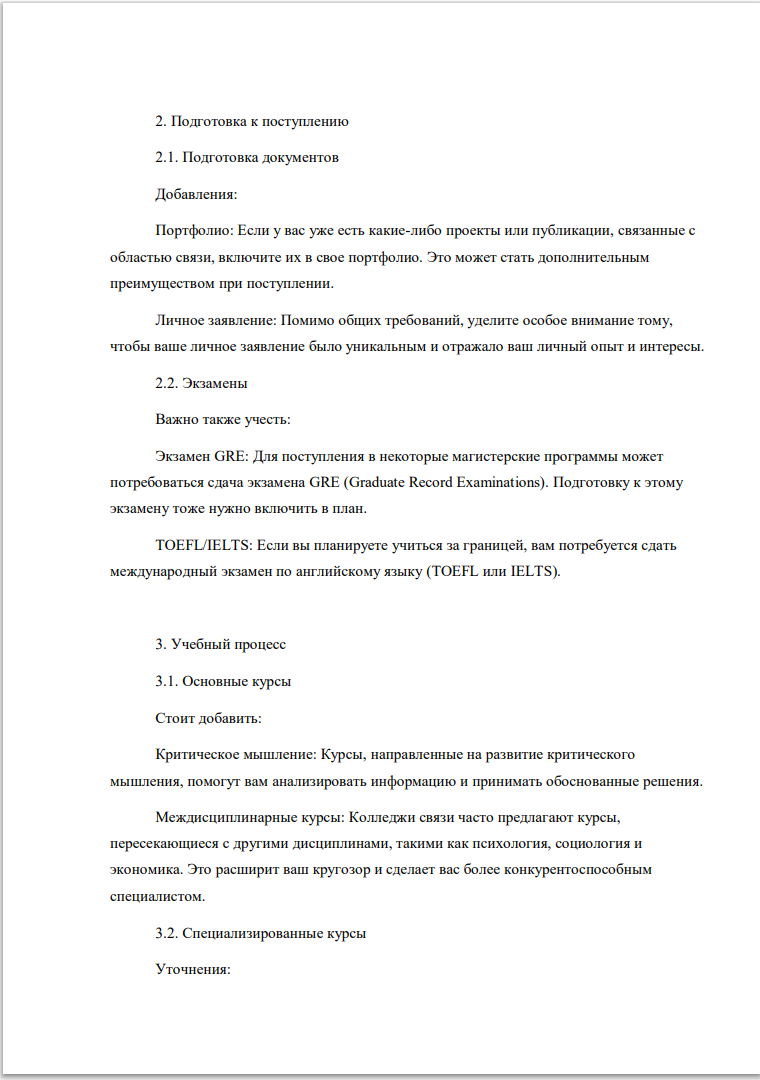 2. Подготовка к поступлению
2.1. Подготовка документов
Добавления:
Портфолио: Если у вас уже есть какие-либо проекты или публикации, связанные с
областью связи, включите их в свое портфолио. Это может стать дополнительным
преимуществом при поступлении.
Личное заявление: Помимо общих требований, уделите особое внимание тому,
чтобы ваше личное заявление было уникальным и отражало ваш личный опыт и интересы.
2.2. Экзамены
Важно также учесть:
Экзамен GRE: Для поступления в некоторые магистерские программы может
потребоваться сдача экзамена GRE (Graduate Record Examinations). Подготовку к этому
экзамену тоже нужно включить в план.
TOEFL/IELTS: Если вы планируете учиться за границей, вам потребуется сдать
международный экзамен по английскому языку (TOEFL или IELTS).
3. Учебный процесс
3.1. Основные курсы
Стоит добавить:
Критическое мышление: Курсы, направленные на развитие критического
мышления, помогут вам анализировать информацию и принимать обоснованные решения.
Междисциплинарные курсы: Колледжи связи часто предлагают курсы,
пересекающиеся с другими дисциплинами, такими как психология, социология и
экономика. Это расширит ваш кругозор и сделает вас более конкурентоспособным
специалистом.
3.2. Специализированные курсы
Уточнения: